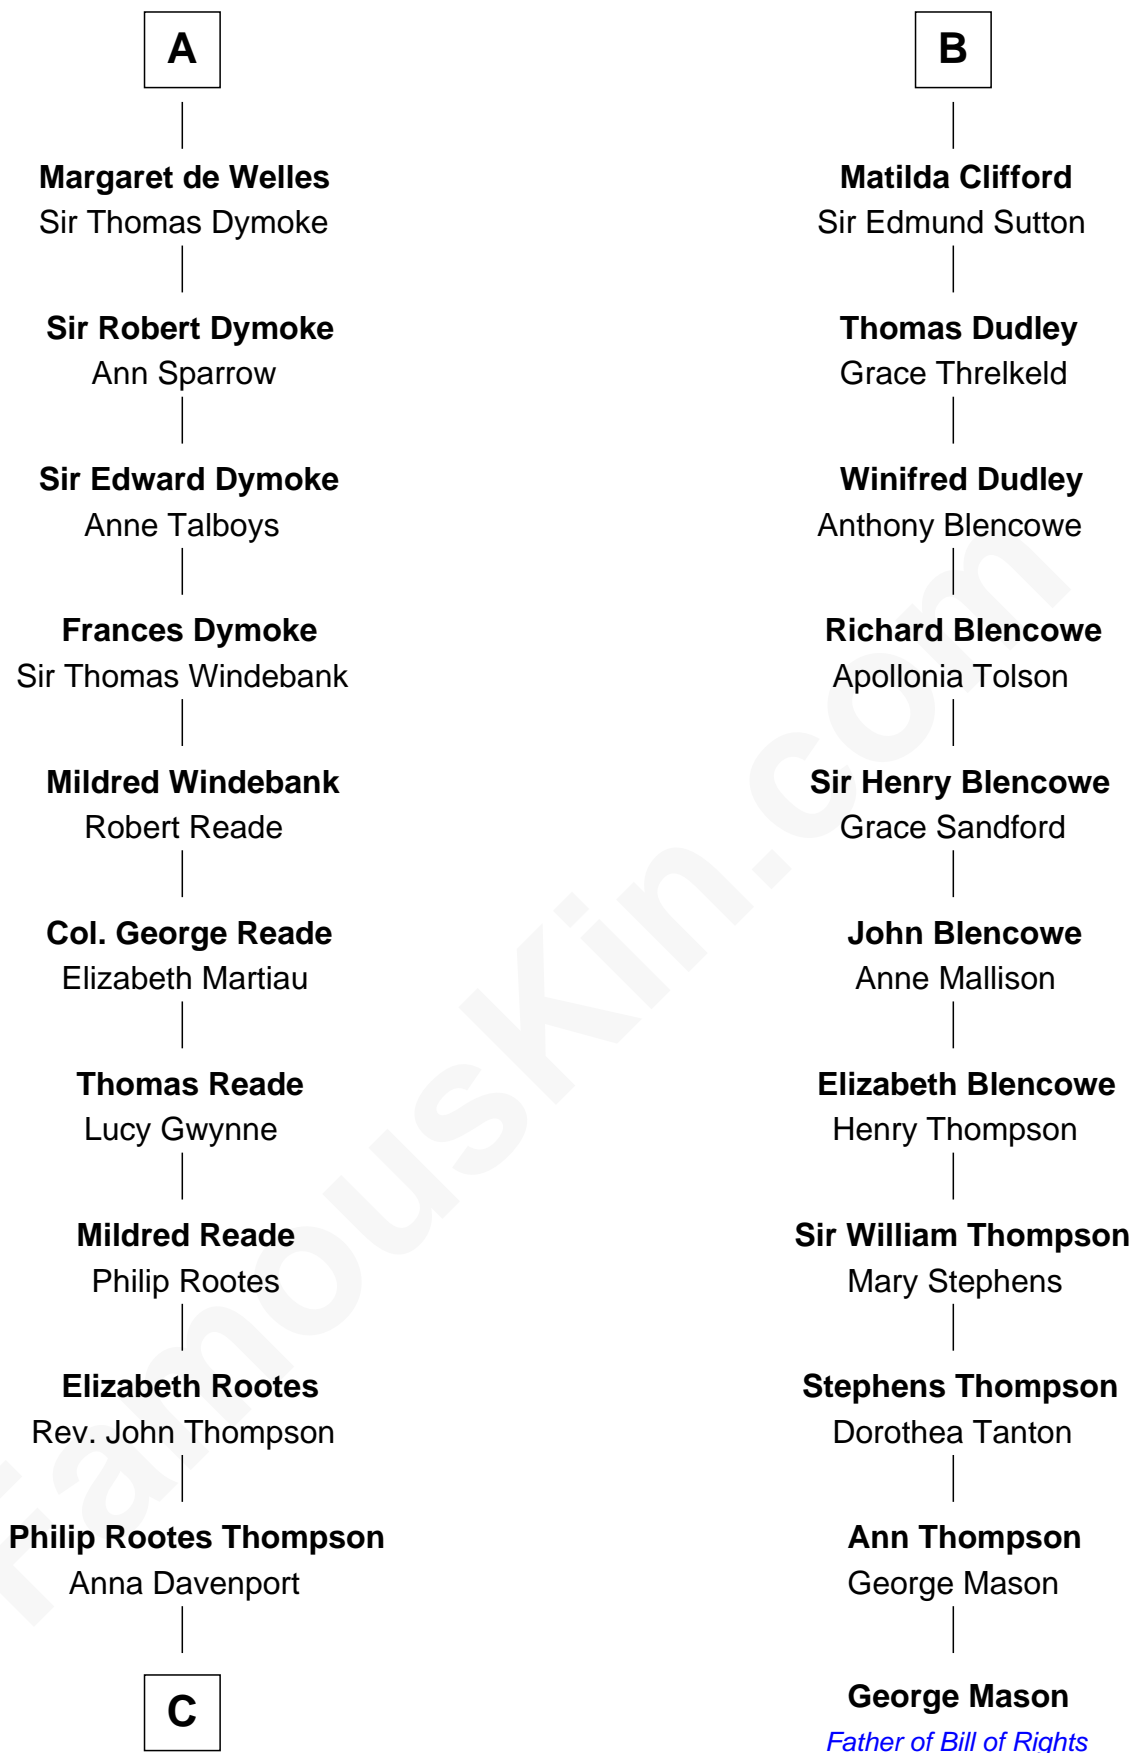 A
Margaret de Welles
Sir Thomas Dymoke
Sir Robert Dymoke
Ann Sparrow
Sir Edward Dymoke
Anne Talboys
Frances Dymoke
Sir Thomas Windebank
Mildred Windebank
Robert Reade
Col. George Reade
Elizabeth Martiau
Thomas Reade
Lucy Gwynne
Mildred Reade
Philip Rootes
Elizabeth Rootes
Rev. John Thompson
Philip Rootes Thompson
Anna Davenport
C
B
Matilda Clifford
Sir Edmund Sutton
Thomas Dudley
Grace Threlkeld
Winifred Dudley
Anthony Blencowe
Richard Blencowe
Apollonia Tolson
Sir Henry Blencowe
Grace Sandford
John Blencowe
Anne Mallison
Elizabeth Blencowe
Henry Thompson
Sir William Thompson
Mary Stephens
Stephens Thompson
Dorothea Tanton
Ann Thompson
George Mason
George Mason
Father of Bill of Rights
FamousKin.com